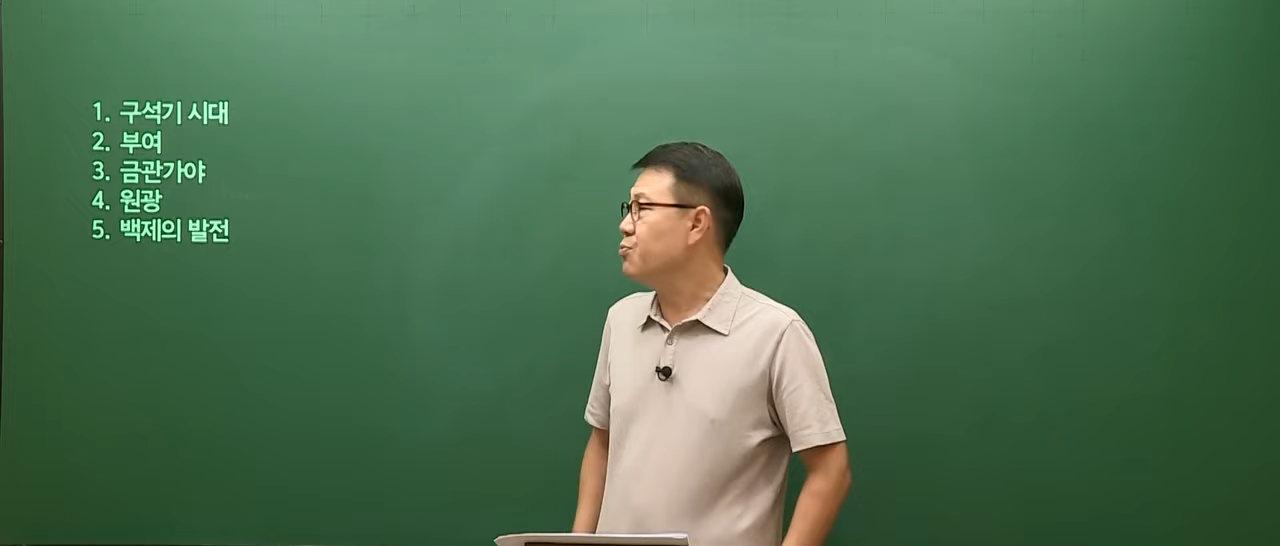 1. 구석기 시대
2. 부여
3. 금관가야
4. 원광
5. 백제의 발전